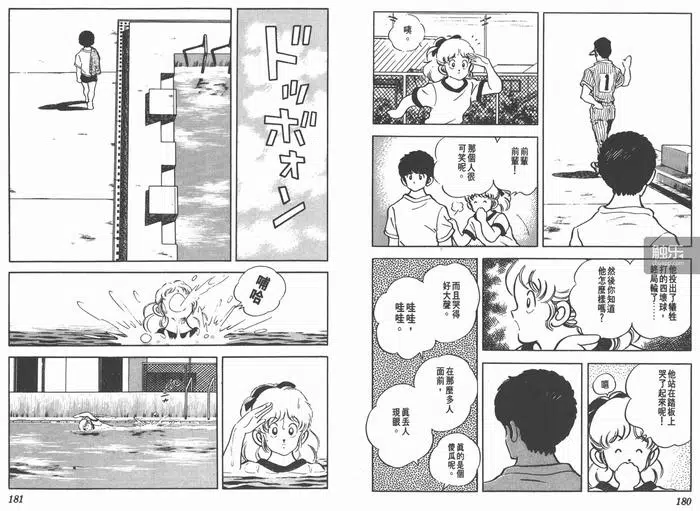 咦。
前輩！
前輩
那個人很
可笑呢。
1
然後你知道
他怎麼樣嗎？
他投出了犧牲
打的四壞球，
終局輸了……
他站在踏板上
哭了起來呢！
嘔
而且哭得
好大聲。
哇哇，
哇哇。
在那麼多人
面前，
真丟人
現眼。
真的是個
傻瓜呢。
180
触乐
ドッボォーン
噗哈
181